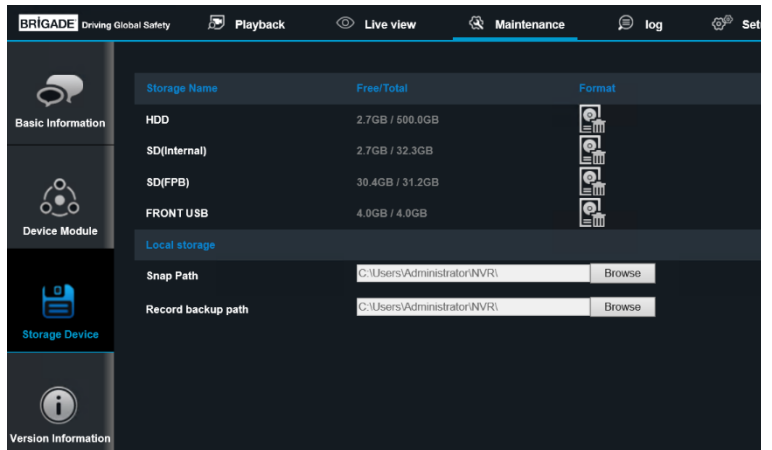 BRIGADE Driving Global Safety Playback Live view Maintenance log
Basic Information
Device Module
Storage Device
Version Information
Storage Name Free/Total Format
HDD 2.7GB / 500.0GB
SD(Internal) 2.7GB / 32.3GB
SD(FPB) 30.4GB / 31.2GB
FRONT USB 4.0GB / 4.0GB
Local storage
Snap Path C:\Users\Administrator\NVR\ Browse
Record backup path C:\Users\Administrator\NVR\ Browse